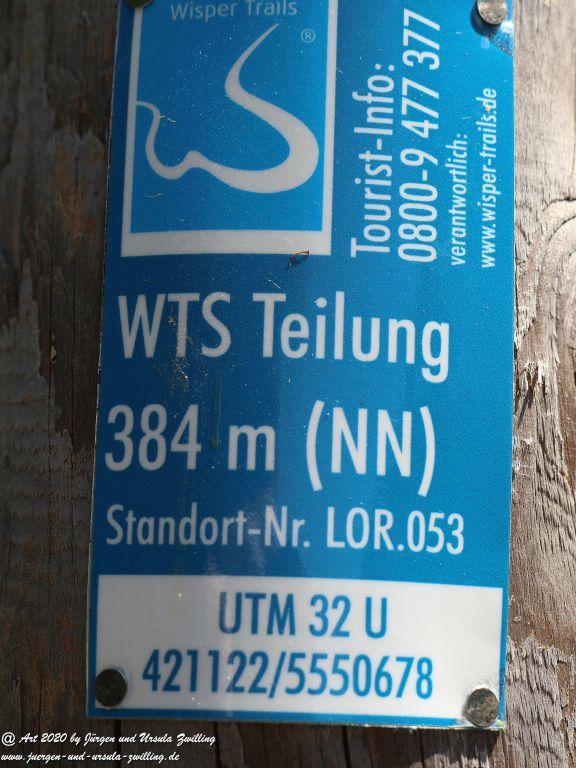 Wisper Trails
®
Tourist-Info:
0800-9 477 377
verantwortlich:
www.wisper-trails.de
WTS Teilung
384 m (NN)
Standort-Nr. LOR.053
UTM 32 U
421122/5550678
@ Art 2020 by Jürgen und Ursula Zwilling
www.juergen-und-ursula-zwilling.de